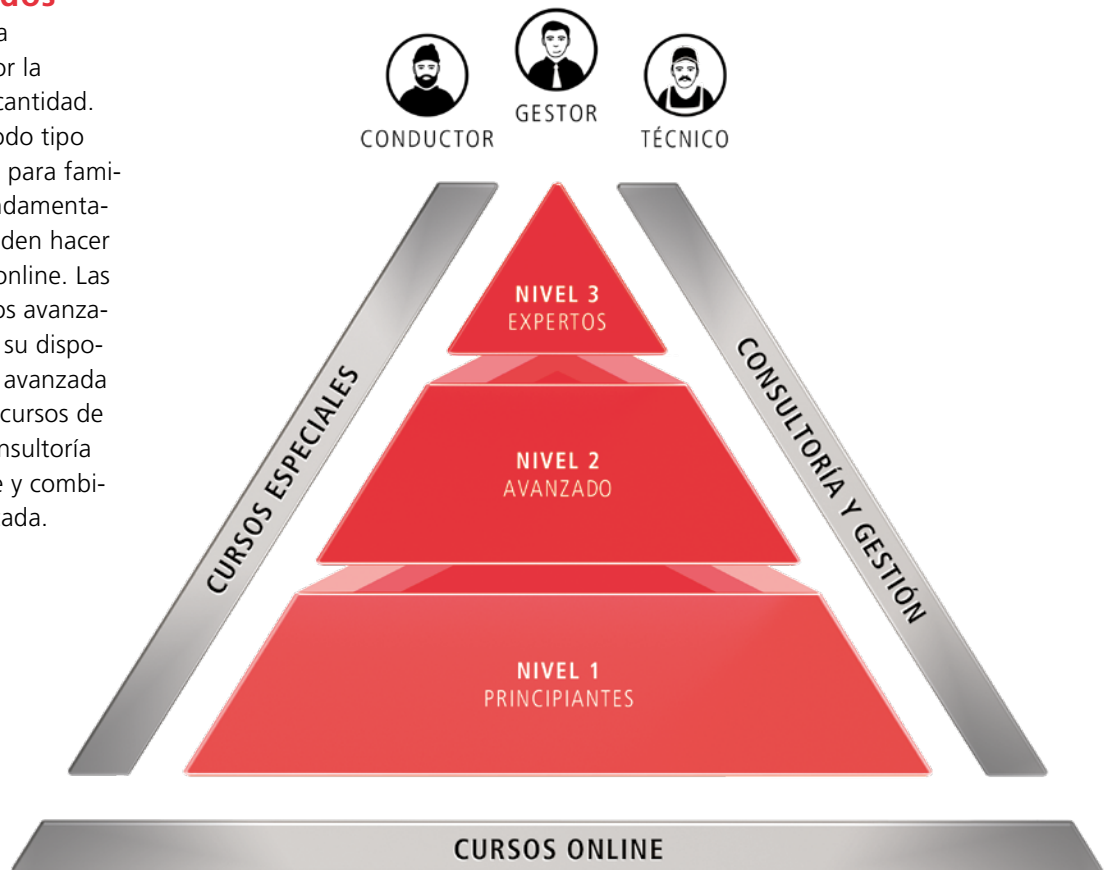 a
or la
cantidad.
odo tipo
para fami-
ndamenta-
den hacer
online. Las
os avanza-
su dispo-
avanzada
cursos de
nsultoría
e y combi-
ada.
CONDUCTOR
GESTOR
TÉCNICO
NIVEL 3
EXPERTOS
NIVEL 2
AVANZADO
NIVEL 1
PRINCIPIANTES
CURSOS ESPECIALES
CONSULTORÍA Y GESTIÓN
CURSOS ONLINE